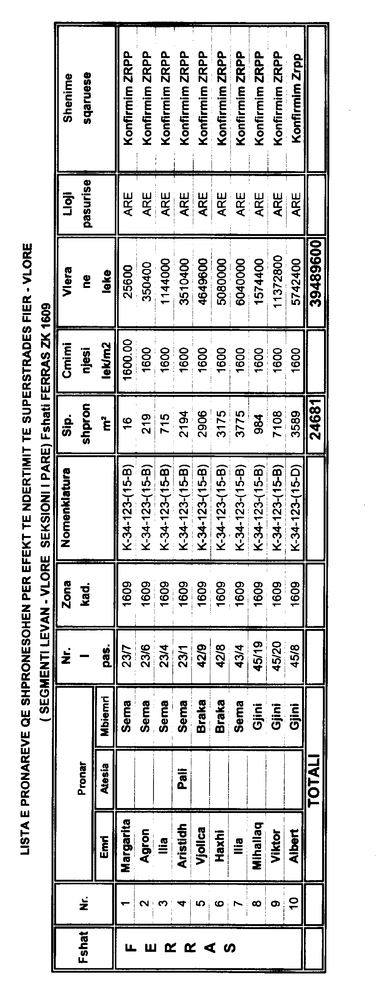 LISTA E PRONAREVE QE SHPRONESOHEN PER EFEKT TE NDERTIMIT TE SUPERSTRADES FIER - VLORE
( SEGMENTI LEVAN - VLORE SEKSIONI I PARE) Fshati FERRAS ZK 1609
Fshat Nr. Pronar Nr. I pas. Zona kad. Nomenklatura Sip. shpron m² Cmimi njesi lek/m2 Vlera ne leke Lloji pasurise Shenime sqaruese
Emri Atesia Mbiemri
FERRAS
1 Margarita Sema 23/7 1609 K-34-123-(15-B) 16 1600.00 25600 ARE Konfirmim ZRPP
2 Agron Sema 23/6 1609 K-34-123-(15-B) 219 1600 350400 ARE Konfirmim ZRPP
3 Ilia Sema 23/4 1609 K-34-123-(15-B) 715 1600 1144000 ARE Konfirmim ZRPP
4 Aristidh Pali Sema 23/1 1609 K-34-123-(15-B) 2194 1600 3510400 ARE Konfirmim ZRPP
5 Vjollca Braka 42/9 1609 K-34-123-(15-B) 2906 1600 4649600 ARE Konfirmim ZRPP
6 Haxhi Braka 42/8 1609 K-34-123-(15-B) 3175 1600 5080000 ARE Konfirmim ZRPP
7 Ilia Sema 43/4 1609 K-34-123-(15-B) 3775 1600 6040000 ARE Konfirmim ZRPP
8 Mihallaq Gjini 45/19 1609 K-34-123-(15-B) 984 1600 1574400 ARE Konfirmim ZRPP
9 Viktor Gjini 45/20 1609 K-34-123-(15-B) 7108 1600 11372800 ARE Konfirmim ZRPP
10 Albert Gjini 45/8 1609 K-34-123-(15-D) 3589 1600 5742400 ARE Konfirmim Zrpp
TOTALI 24681 39489600